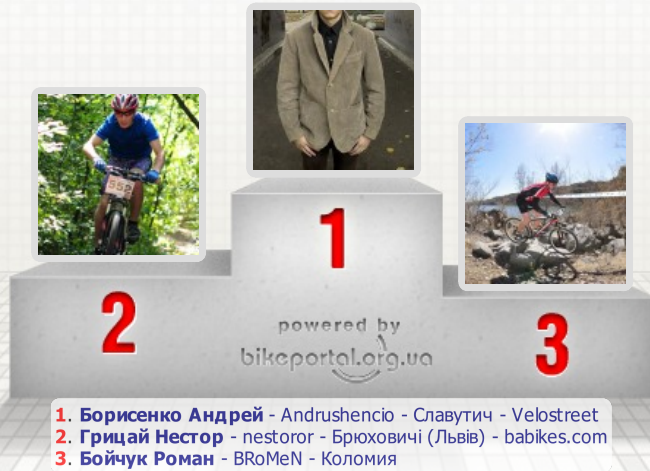 552
1
2
3
powered by
bikeportal.org.ua
1. Борисенко Андрей - Andrushencio - Славутич - Velostreet
2. Грицай Нестор - nestoror - Брюховичі (Львів) - babikes.com
3. Бойчук Роман - BRoMeN - Коломия